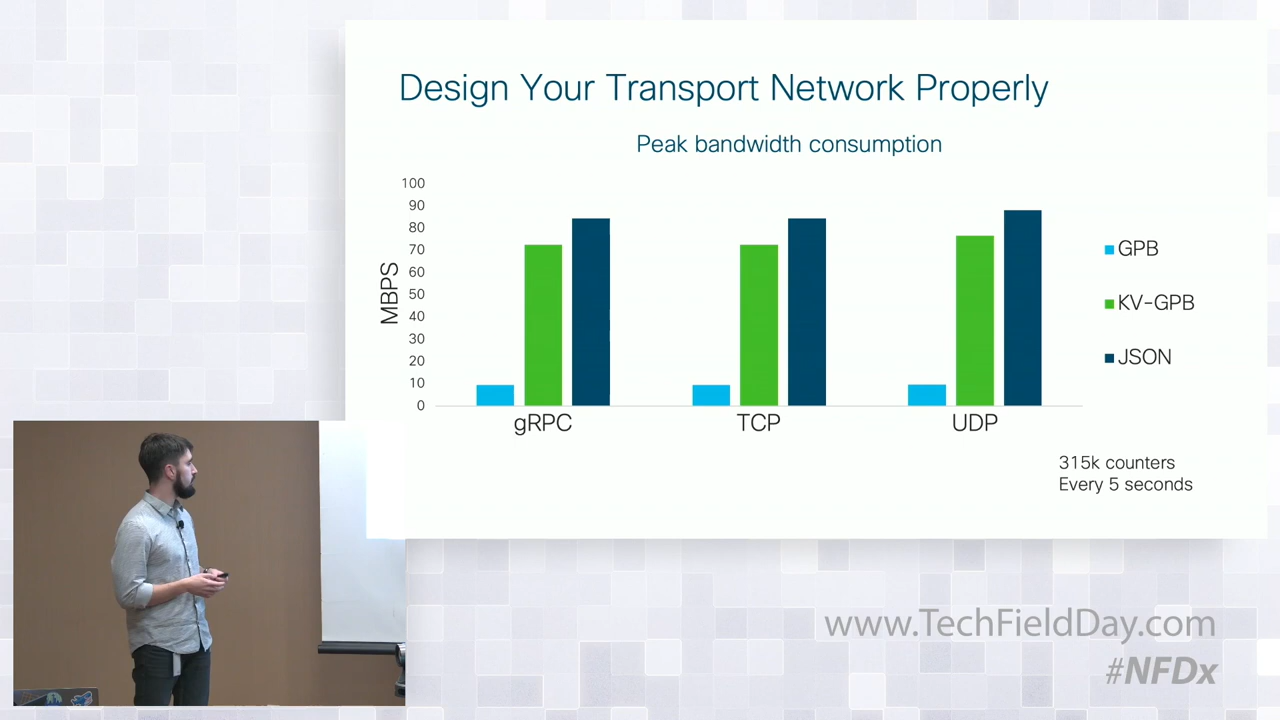 Design Your Transport Network Properly
Peak bandwidth consumption
100
90
80
70
60
50
40
30
20
10
0
MBPS
gRPC
TCP
UDP
GPB
KV-GPB
JSON
315k counters
Every 5 seconds
www.TechFieldDay.com
#NFDx